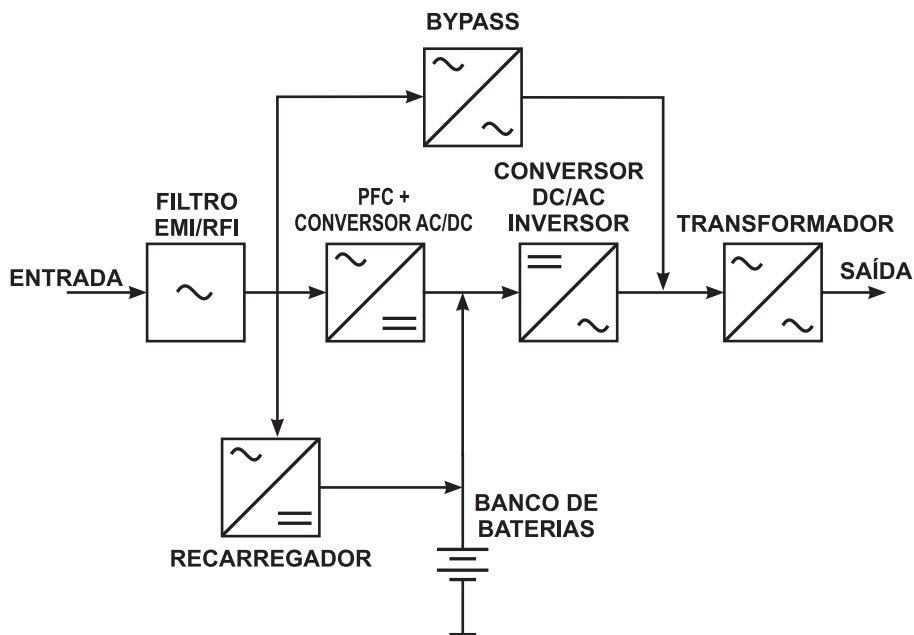 BYPASS
FILTRO
EMI/RFI
PFC +
CONVERSOR AC/DC
CONVERSOR
DC/AC
INVERSOR
TRANSFORMADOR
ENTRADA
SAÍDA
RECARREGADOR
BANCO DE
BATERIAS